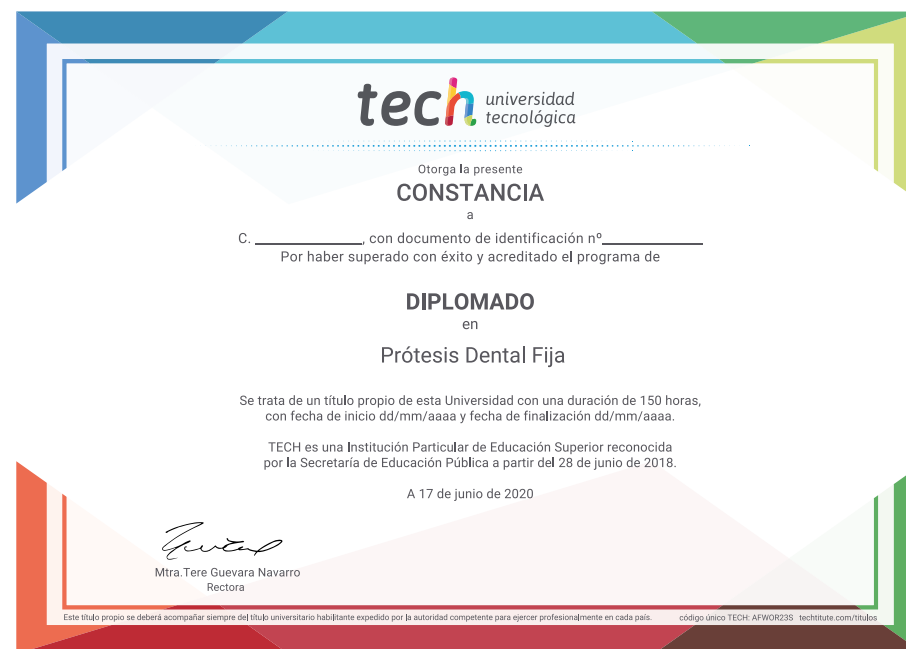 tech universidad
tecnológica
Otorga la presente
CONSTANCIA
a
C. ____________, con documento de identificación nº____________
Por haber superado con éxito y acreditado el programa de
DIPLOMADO
en
Prótesis Dental Fija
Se trata de un título propio de esta Universidad con una duración de 150 horas,
con fecha de inicio dd/mm/aaaa y fecha de finalización dd/mm/aaaa.
TECH es una Institución Particular de Educación Superior reconocida
por la Secretaría de Educación Pública a partir del 28 de junio de 2018.
A 17 de junio de 2020
Mtra.Tere Guevara Navarro
Rectora
Este título propio se deberá acompañar siempre del título universitario habilitante expedido por la autoridad competente para ejercer profesionalmente en cada país. código único TECH: AFWOR23S techtitute.com/titulos